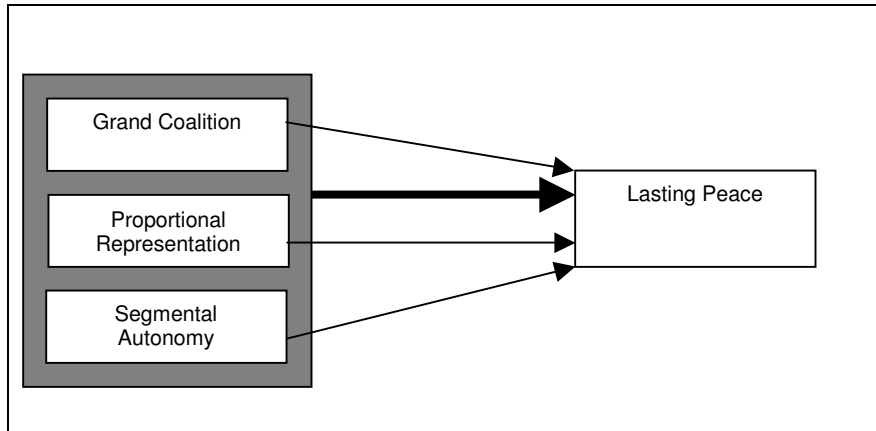 Grand Coalition
Proportional
Representation
Segmental
Autonomy
Lasting Peace